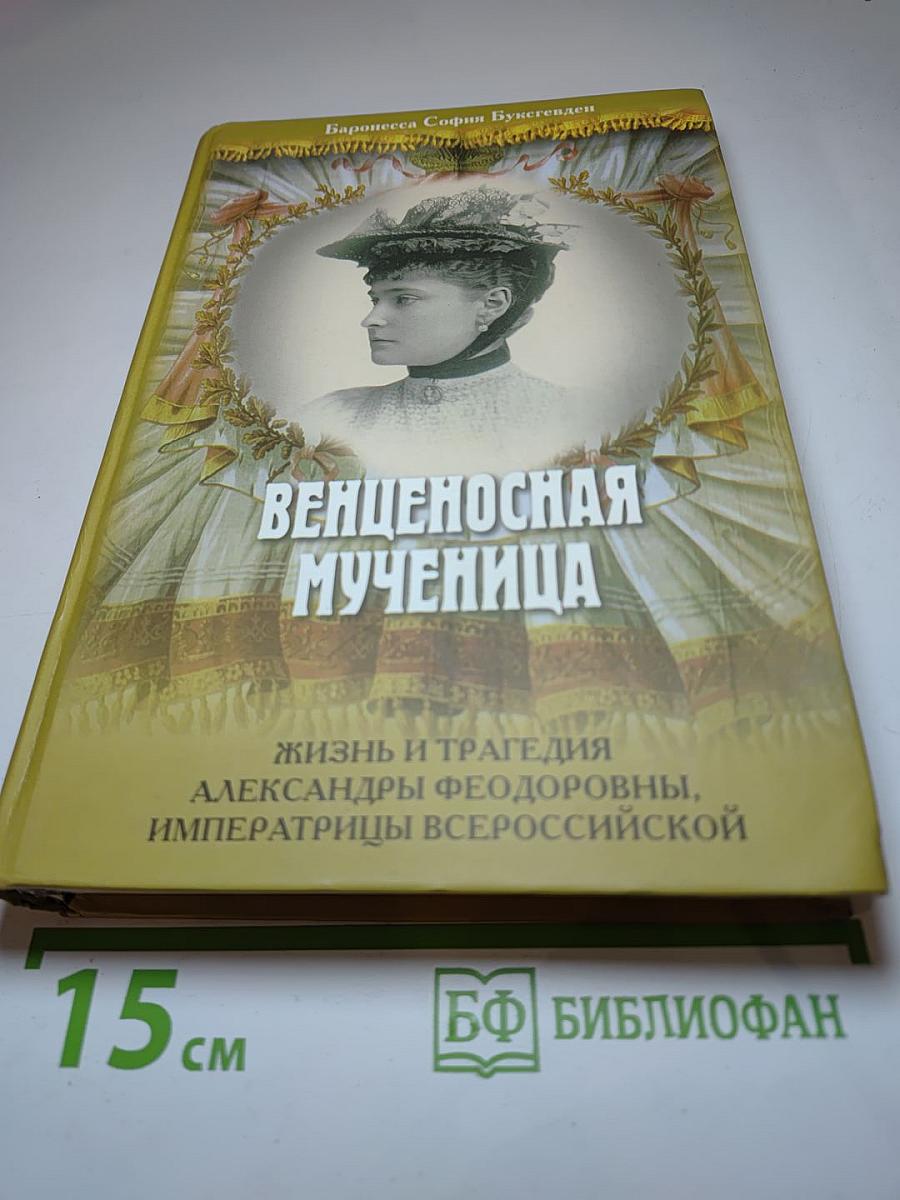 Баронесса София Буксгевден
ВЕНЦЕНОСНАЯ
МУЧЕНИЦА
ЖИЗНЬ И ТРАГЕДИЯ
АЛЕКСАНДРЫ ФЕОДОРОВНЫ,
ИМПЕРАТРИЦЫ ВСЕРОССИЙСКОЙ
15 см
БФ БИБЛИОФАН